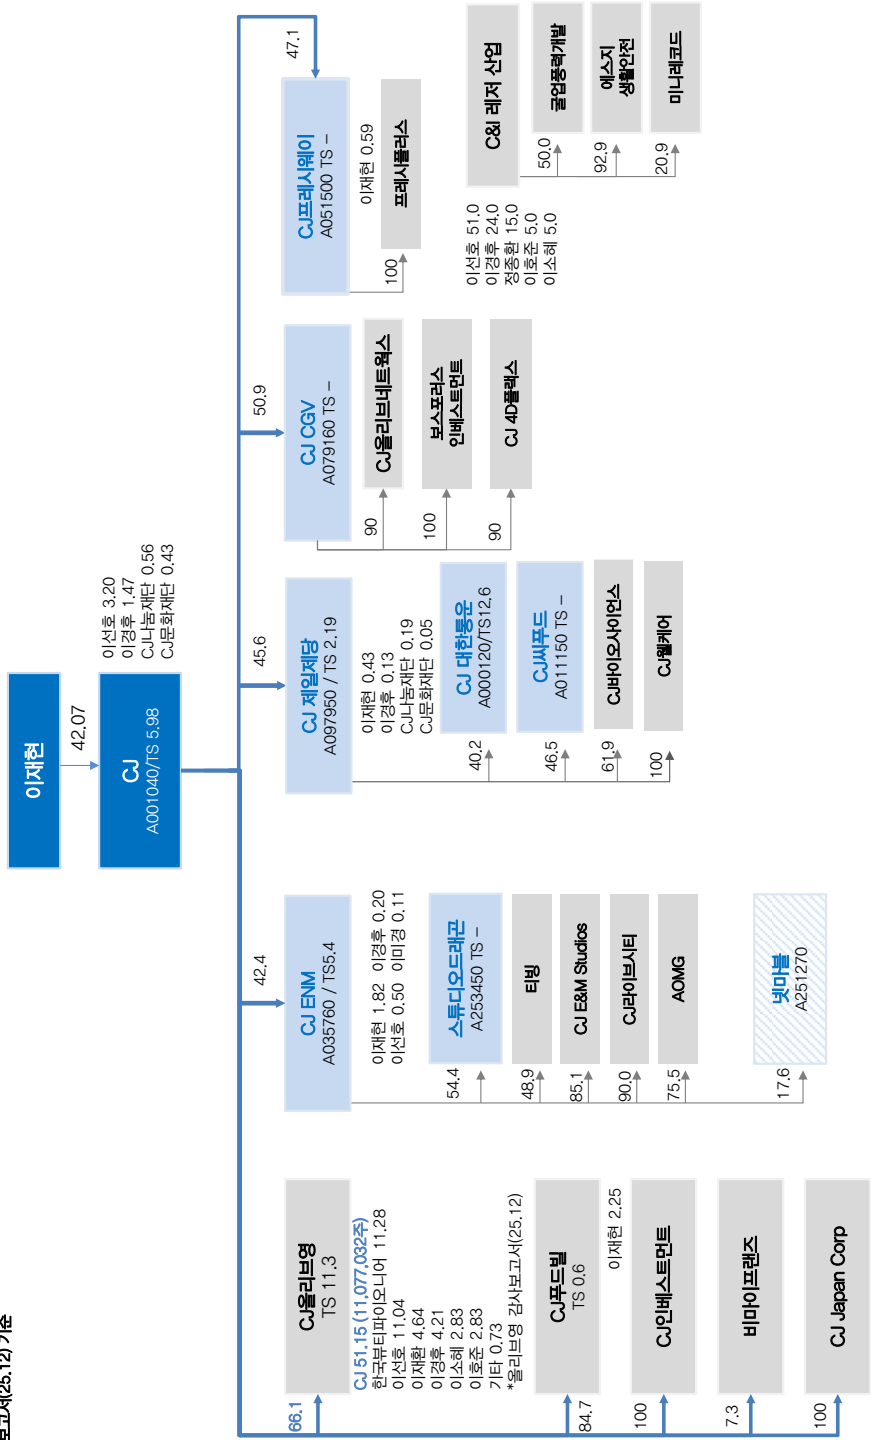 보고서(25.12) 기준
이재현
42.07
CJ
A001040/TS 5.98
이선호 3.20
이경후 1.47
CJ나눔재단 0.56
CJ문화재단 0.43
66.1
CJ올리브영
TS 11.3
CJ 51.15 (11,077,032주)
한국뷰티파이오니어 11.28
이선호 11.04
이재환 4.64
이경후 4.21
이소혜 2.83
이호준 2.83
기타 0.73
*올리브영 감사보고서(25.12)
84.7
CJ푸드빌
TS 0.6
이재현 2.25
100
CJ인베스트먼트
7.3
비마이프랜즈
100
CJ Japan Corp
42.4
CJ ENM
A035760 / TS5.4
이재현 1.82 이경후 0.20
이선호 0.50 이미경 0.11
54.4
스튜디오드래곤
A253450 TS –
48.9
티빙
85.1
CJ E&M Studios
90.0
CJ라이브시티
75.5
AOMG
17.6
넷마블
A251270
45.6
CJ 제일제당
A097950 / TS 2.19
이재현 0.43
이경후 0.13
CJ나눔재단 0.19
CJ문화재단 0.05
40.2
CJ 대한통운
A000120/TS12.6
46.5
CJ씨푸드
A011150 TS –
61.9
CJ바이오사이언스
100
CJ웰케어
50.9
CJ CGV
A079160 TS –
90
CJ올리브네트웍스
100
보스포러스
인베스트먼트
90
CJ 4D플랙스
47.1
CJ프레시웨이
A051500 TS –
이재현 0.59
100
프레시플러스
C&I 레저 산업
이선호 51.0
이경후 24.0
정종환 15.0
이호준 5.0
이소혜 5.0
50.0
굴업풍력개발
92.9
에스지
생활안전
20.9
미니레코드